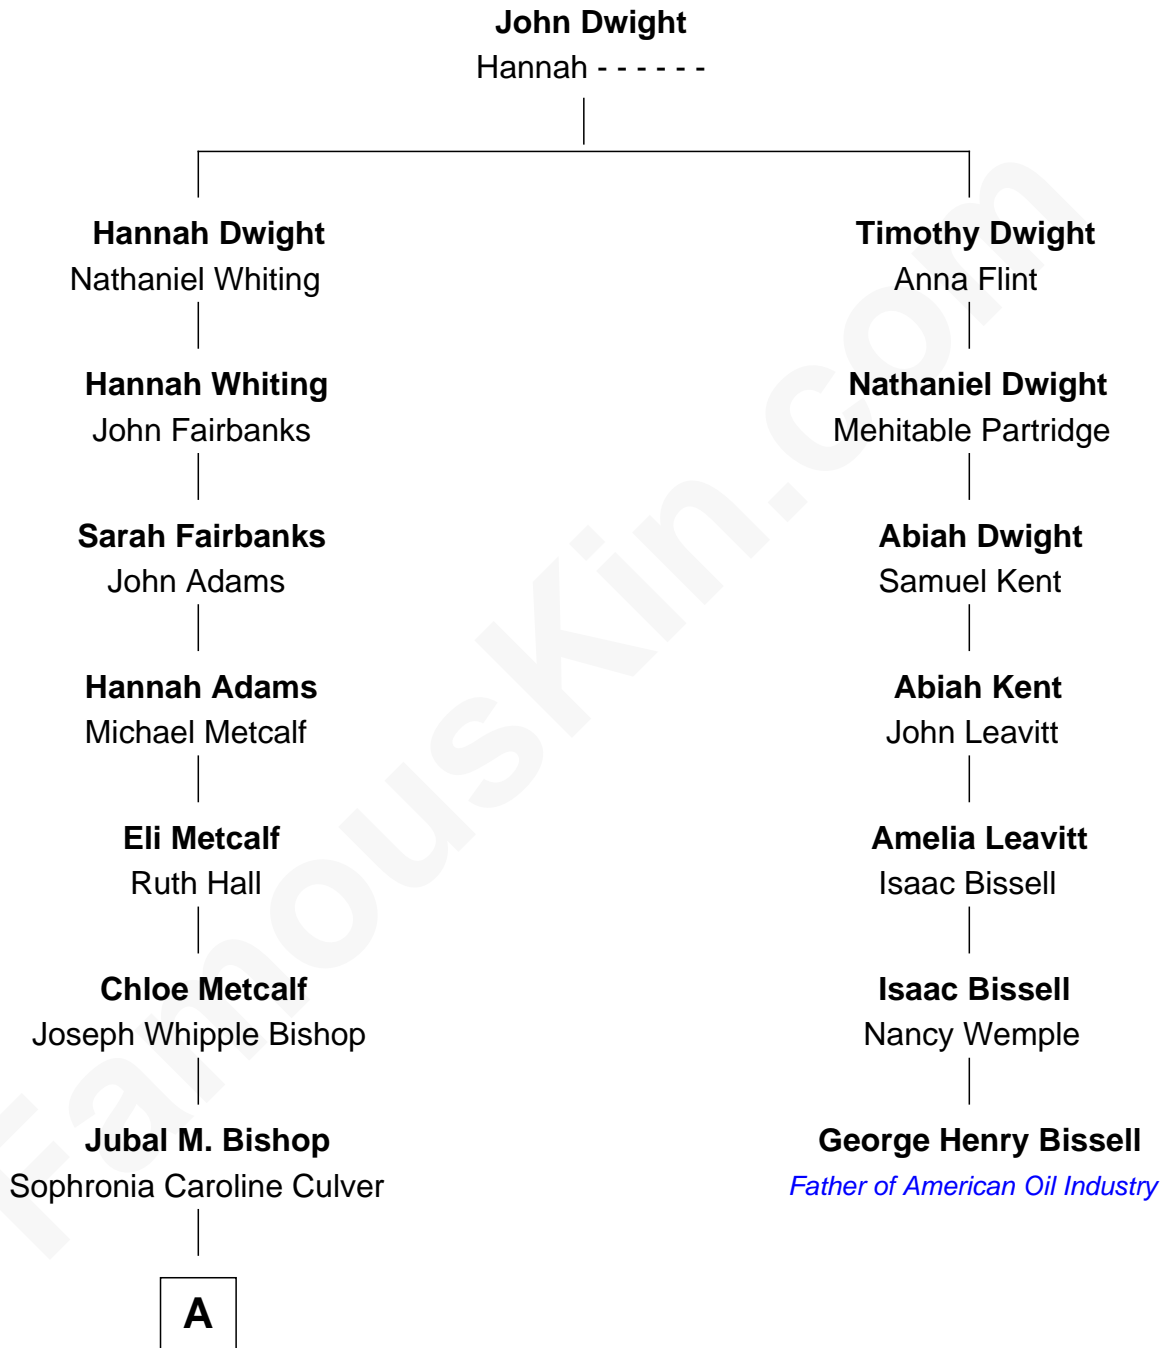 John Dwight
Hannah - - - - - -
Hannah Dwight
Nathaniel Whiting
Timothy Dwight
Anna Flint
Hannah Whiting
John Fairbanks
Nathaniel Dwight
Mehitable Partridge
Sarah Fairbanks
John Adams
Abiah Dwight
Samuel Kent
Hannah Adams
Michael Metcalf
Abiah Kent
John Leavitt
Eli Metcalf
Ruth Hall
Amelia Leavitt
Isaac Bissell
Chloe Metcalf
Joseph Whipple Bishop
Isaac Bissell
Nancy Wemple
Jubal M. Bishop
Sophronia Caroline Culver
George Henry Bissell
Father of American Oil Industry
A
FamousKin.com